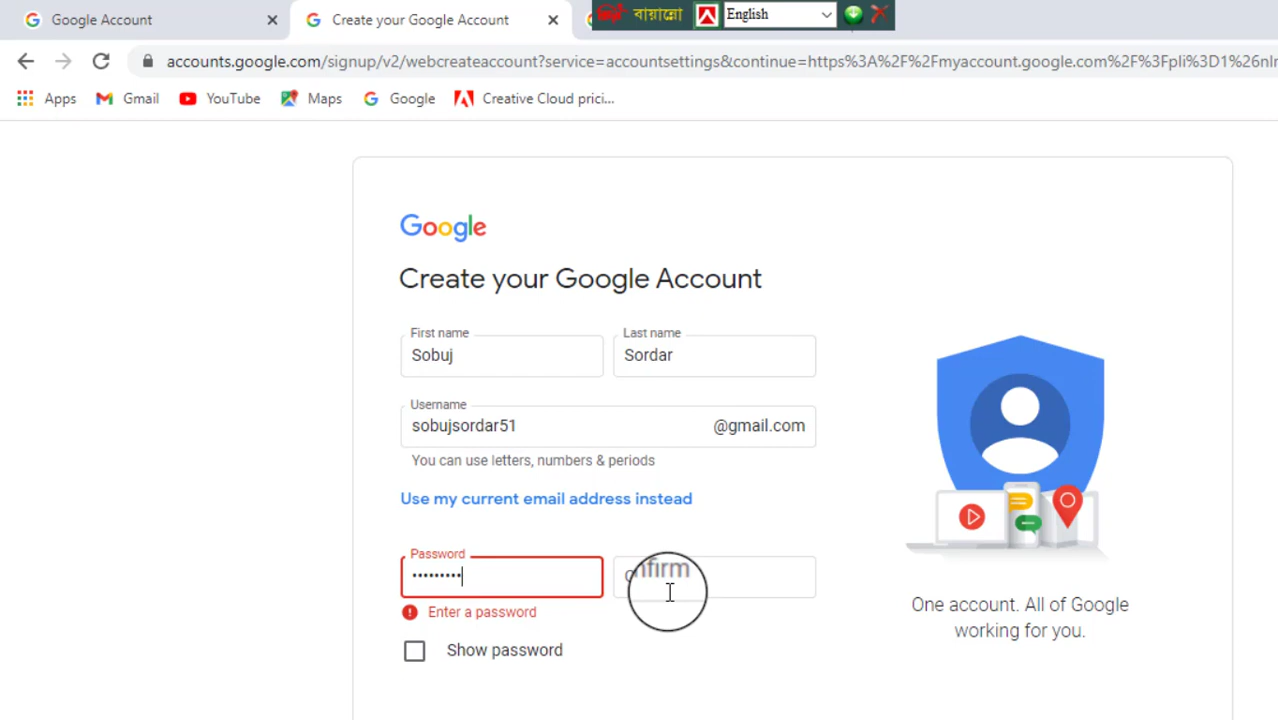 Google Account
Create your Google Account
বায়ান্নো
English
accounts.google.com/signup/v2/webcreateaccount?service=accountsettings&continue=https%3A%2F%2Fmyaccount.google.com%2F%3Fpli%3D1%26nlr
Apps
Gmail
YouTube
Maps
Google
Creative Cloud prici...
Google
Create your Google Account
First name
Last name
Sobuj
Sordar
Username
sobujsordar51
@gmail.com
You can use letters, numbers & periods
Use my current email address instead
Password
•••••••••
Enter a password
Show password
One account. All of Google
working for you.